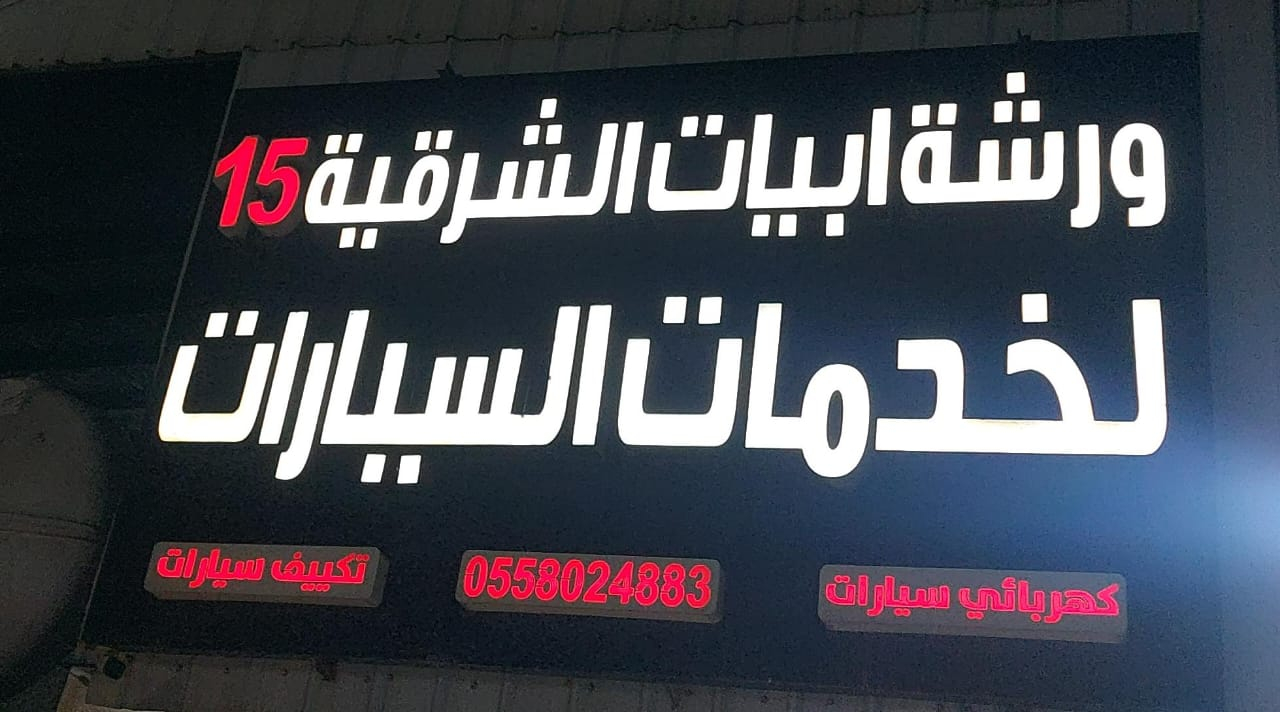 ورشة ابيات الشرقية 15
لخدمات السيارات
كهربائي سيارات
0558024883
تكييف سيارات